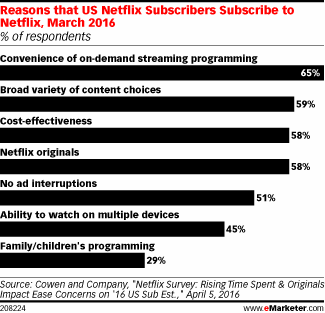 Reasons that US Netflix Subscribers Subscribe to
Netflix, March 2016
% of respondents
Convenience of on-demand streaming programming
65%
Broad variety of content choices
59%
Cost-effectiveness
58%
Netflix originals
58%
No ad interruptions
51%
Ability to watch on multiple devices
45%
Family/children's programming
29%
Source: Cowen and Company, "Netflix Survey: Rising Time Spent & Originals
Impact Ease Concerns on '16 US Sub Est.," April 5, 2016
208224
www.eMarketer.com